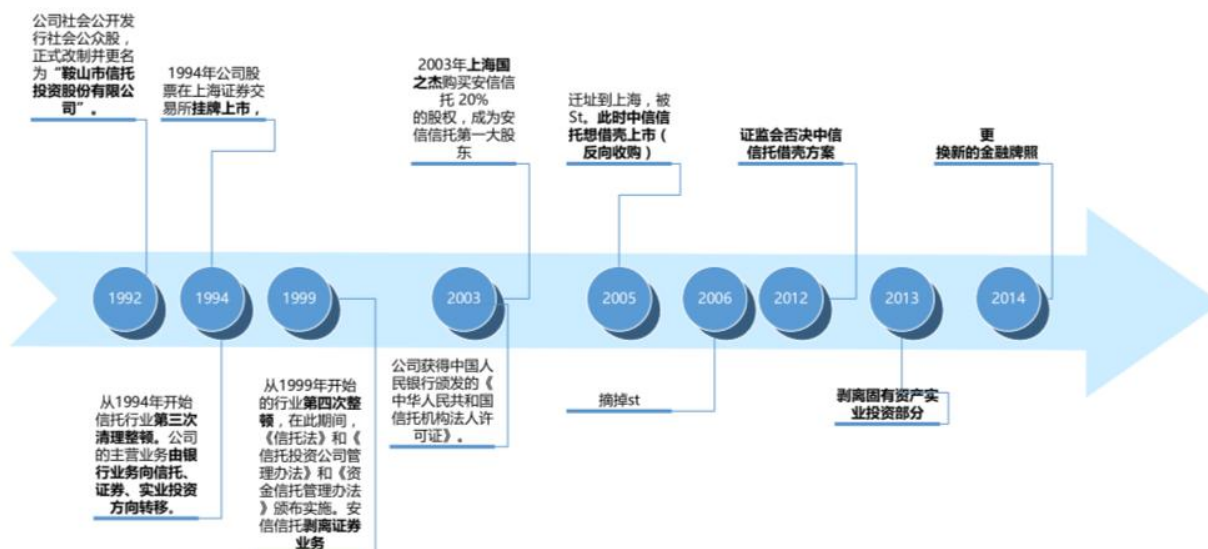 公司社会公开发
行社会公众股，
正式改制并更名
为“鞍山市信托
投资股份有限公
司”。
1994年公司股
票在上海证券交
易所挂牌上市，
2003年上海国
之杰购买安信信
托 20%
的股权，成为安
信信托第一大股
东
迁址到上海，被
St。此时中信信
托想借壳上市（
反向收购）
证监会否决中信
信托借壳方案
更
换新的金融牌照
1992
1994
1999
2003
2005
2006
2012
2013
2014
从1994年开始
信托行业第三次
清理整顿。公司
的主营业务由银
行业务向信托、
证券、实业投资
方向转移。
从1999年开始
的行业第四次整
顿，在此期间，
《信托法》和《
信托投资公司管
理办法》和《资
金信托管理办法
》颁布实施。安
信信托剥离证券
业务
公司获得中国人
民银行颁发的《
中华人民共和国
信托机构法人许
可证》。
摘掉st
剥离固有资产实
业投资部分